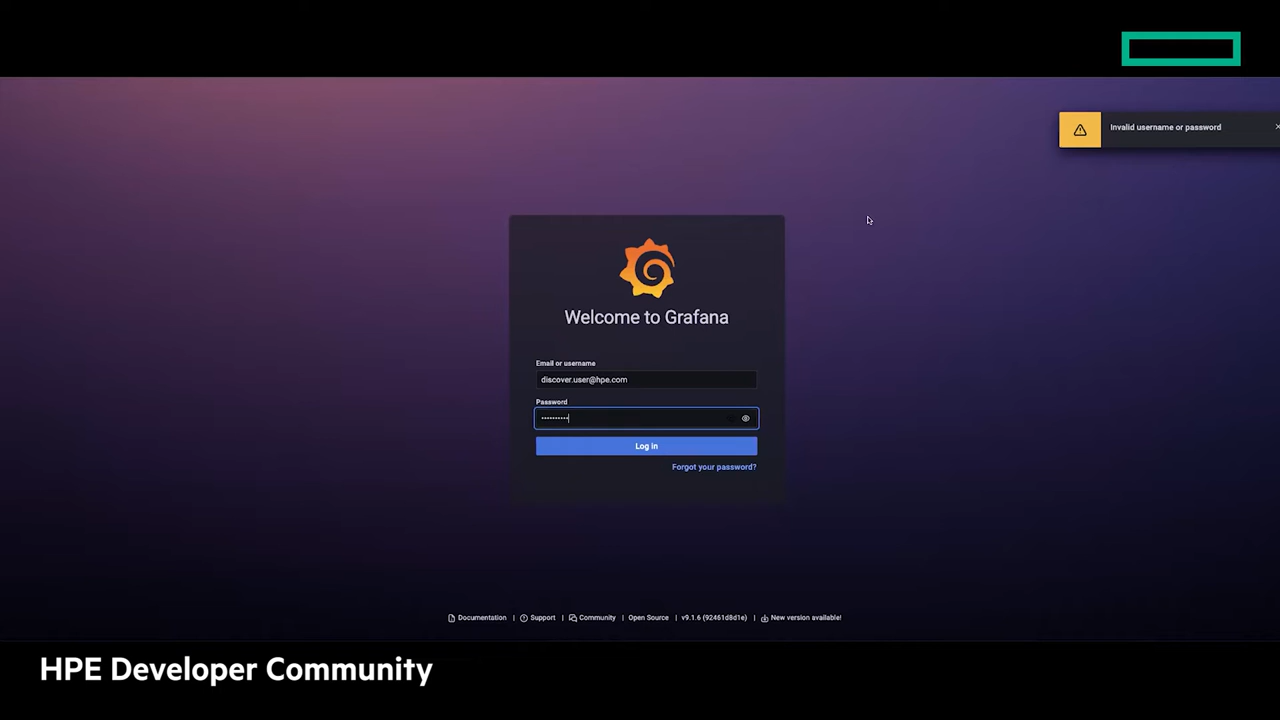 Invalid username or password
Welcome to Grafana
Email or username
discover.user@hpe.com
Password
••••••••••
Log in
Forgot your password?
Documentation | Support | Community | Open Source | v9.1.6 (92461d8d1e) | New version available!
HPE Developer Community